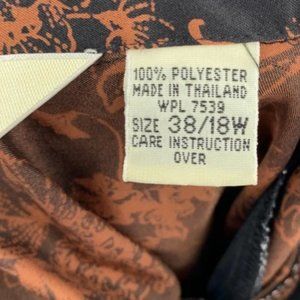 100% POLYESTER
MADE IN THAILAND
WPL 7539
SIZE 38/18W
CARE INSTRUCTION
OVER